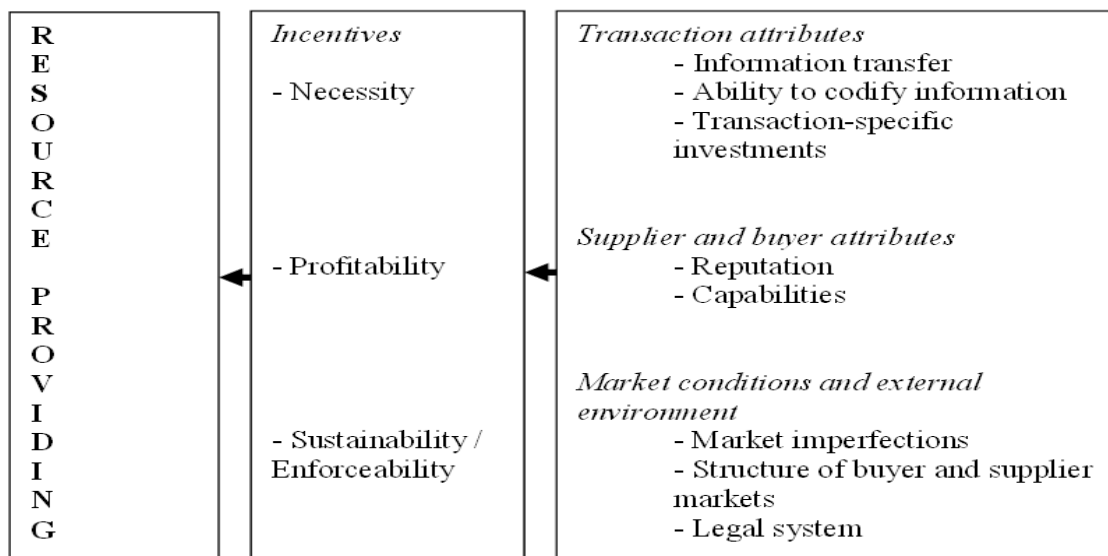 R
E
S
O
U
R
C
E
P
R
O
V
I
D
I
N
G
Incentives
- Necessity
- Profitability
- Sustainability /
Enforceability
Transaction attributes
- Information transfer
- Ability to codify information
- Transaction-specific
investments
Supplier and buyer attributes
- Reputation
- Capabilities
Market conditions and external
environment
- Market imperfections
- Structure of buyer and supplier
markets
- Legal system